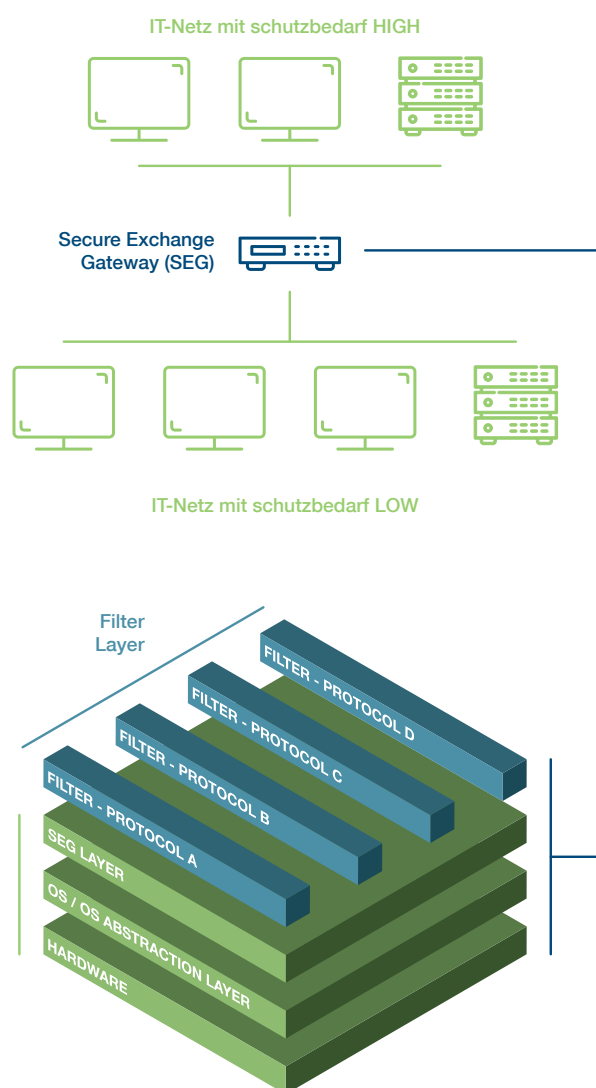 IT-Netz mit schutzbedarf HIGH
Secure Exchange
Gateway (SEG)
IT-Netz mit schutzbedarf LOW
Filter
Layer
FILTER - PROTOCOL D
FILTER - PROTOCOL C
FILTER - PROTOCOL B
FILTER - PROTOCOL A
SEG LAYER
OS / OS ABSTRACTION LAYER
HARDWARE